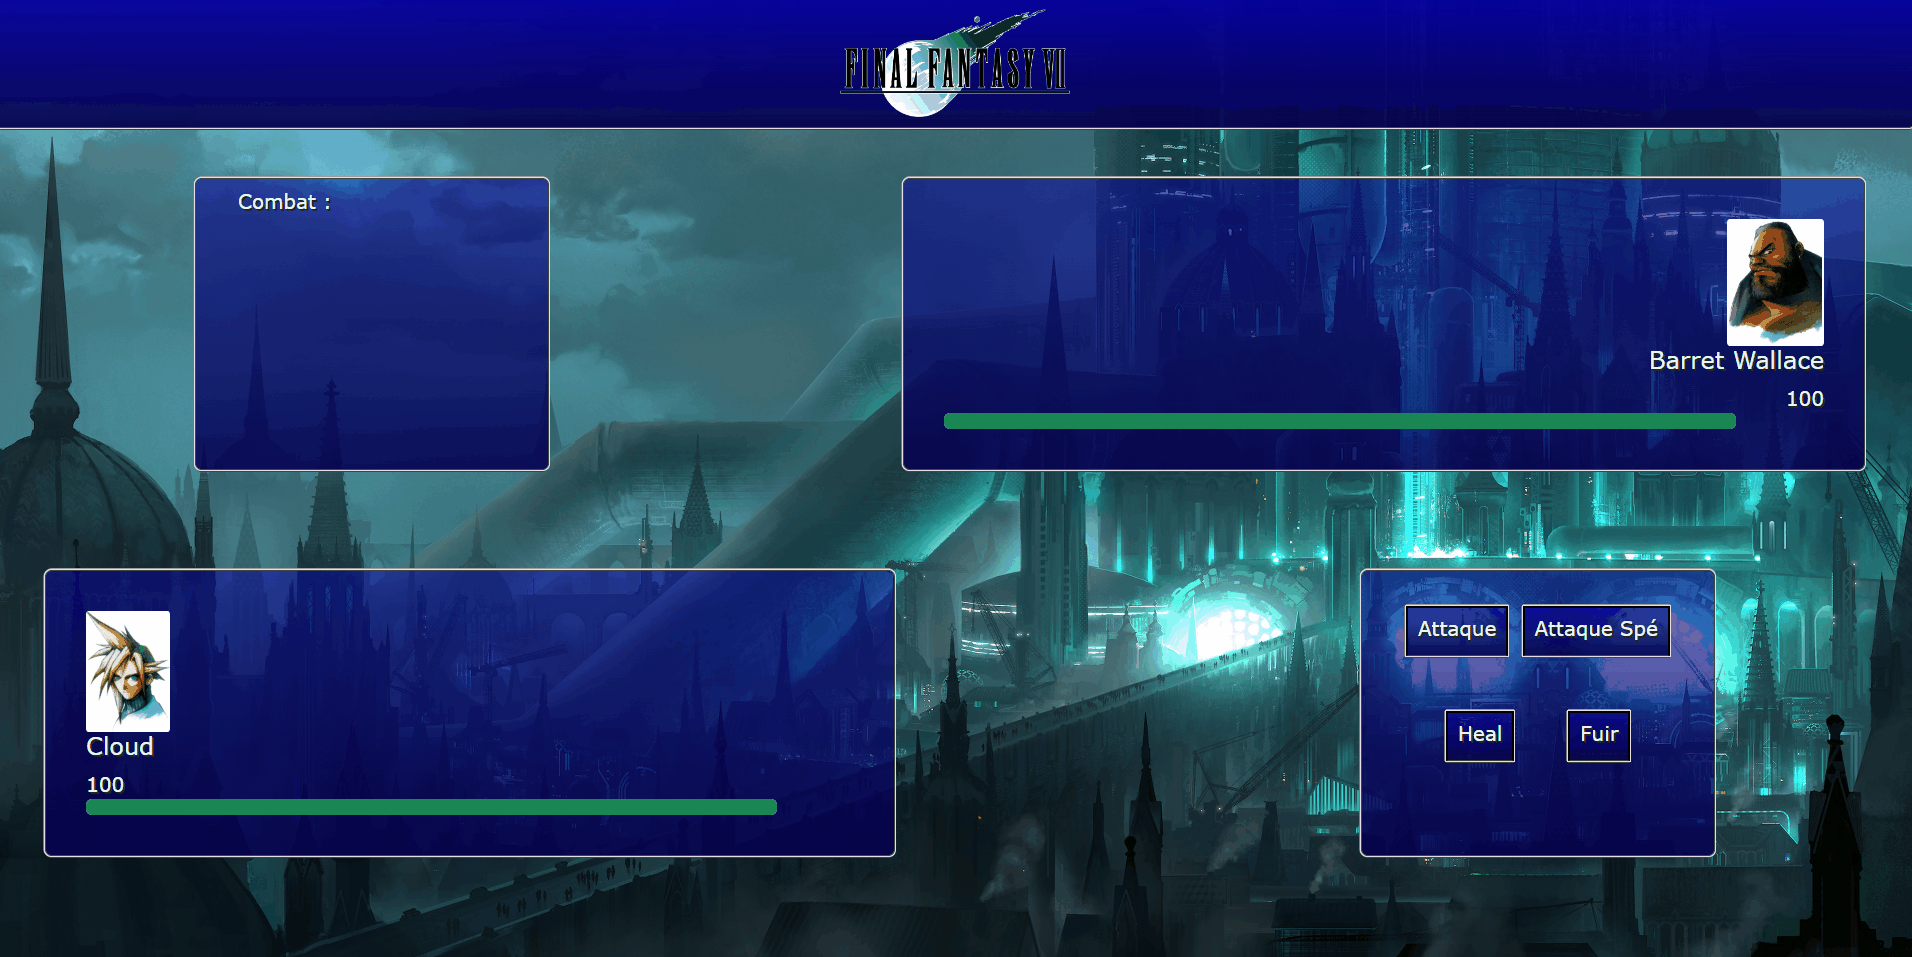 FINAL FANTASY VII
Combat :
Barret Wallace
100
Cloud
100
Attaque
Attaque Spé
Heal
Fuir